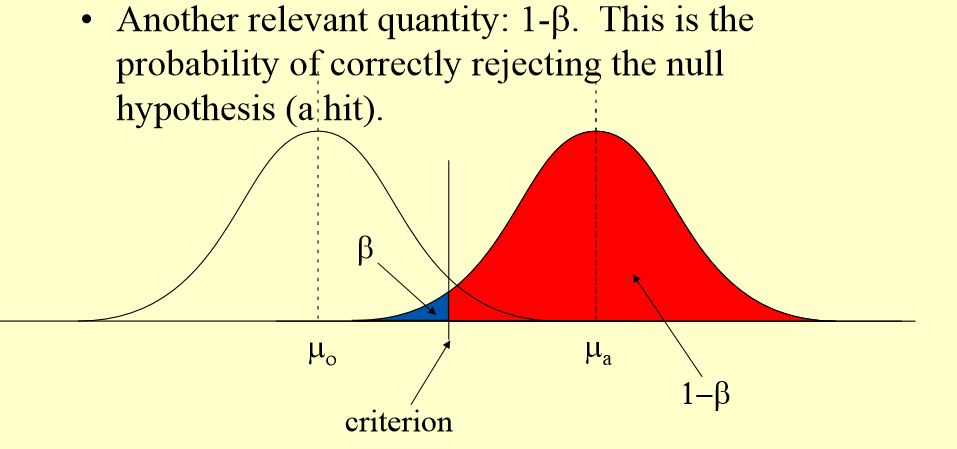 • Another relevant quantity: 1-β. This is the
probability of correctly rejecting the null
hypothesis (a hit).
β
μo
μa
1–β
criterion